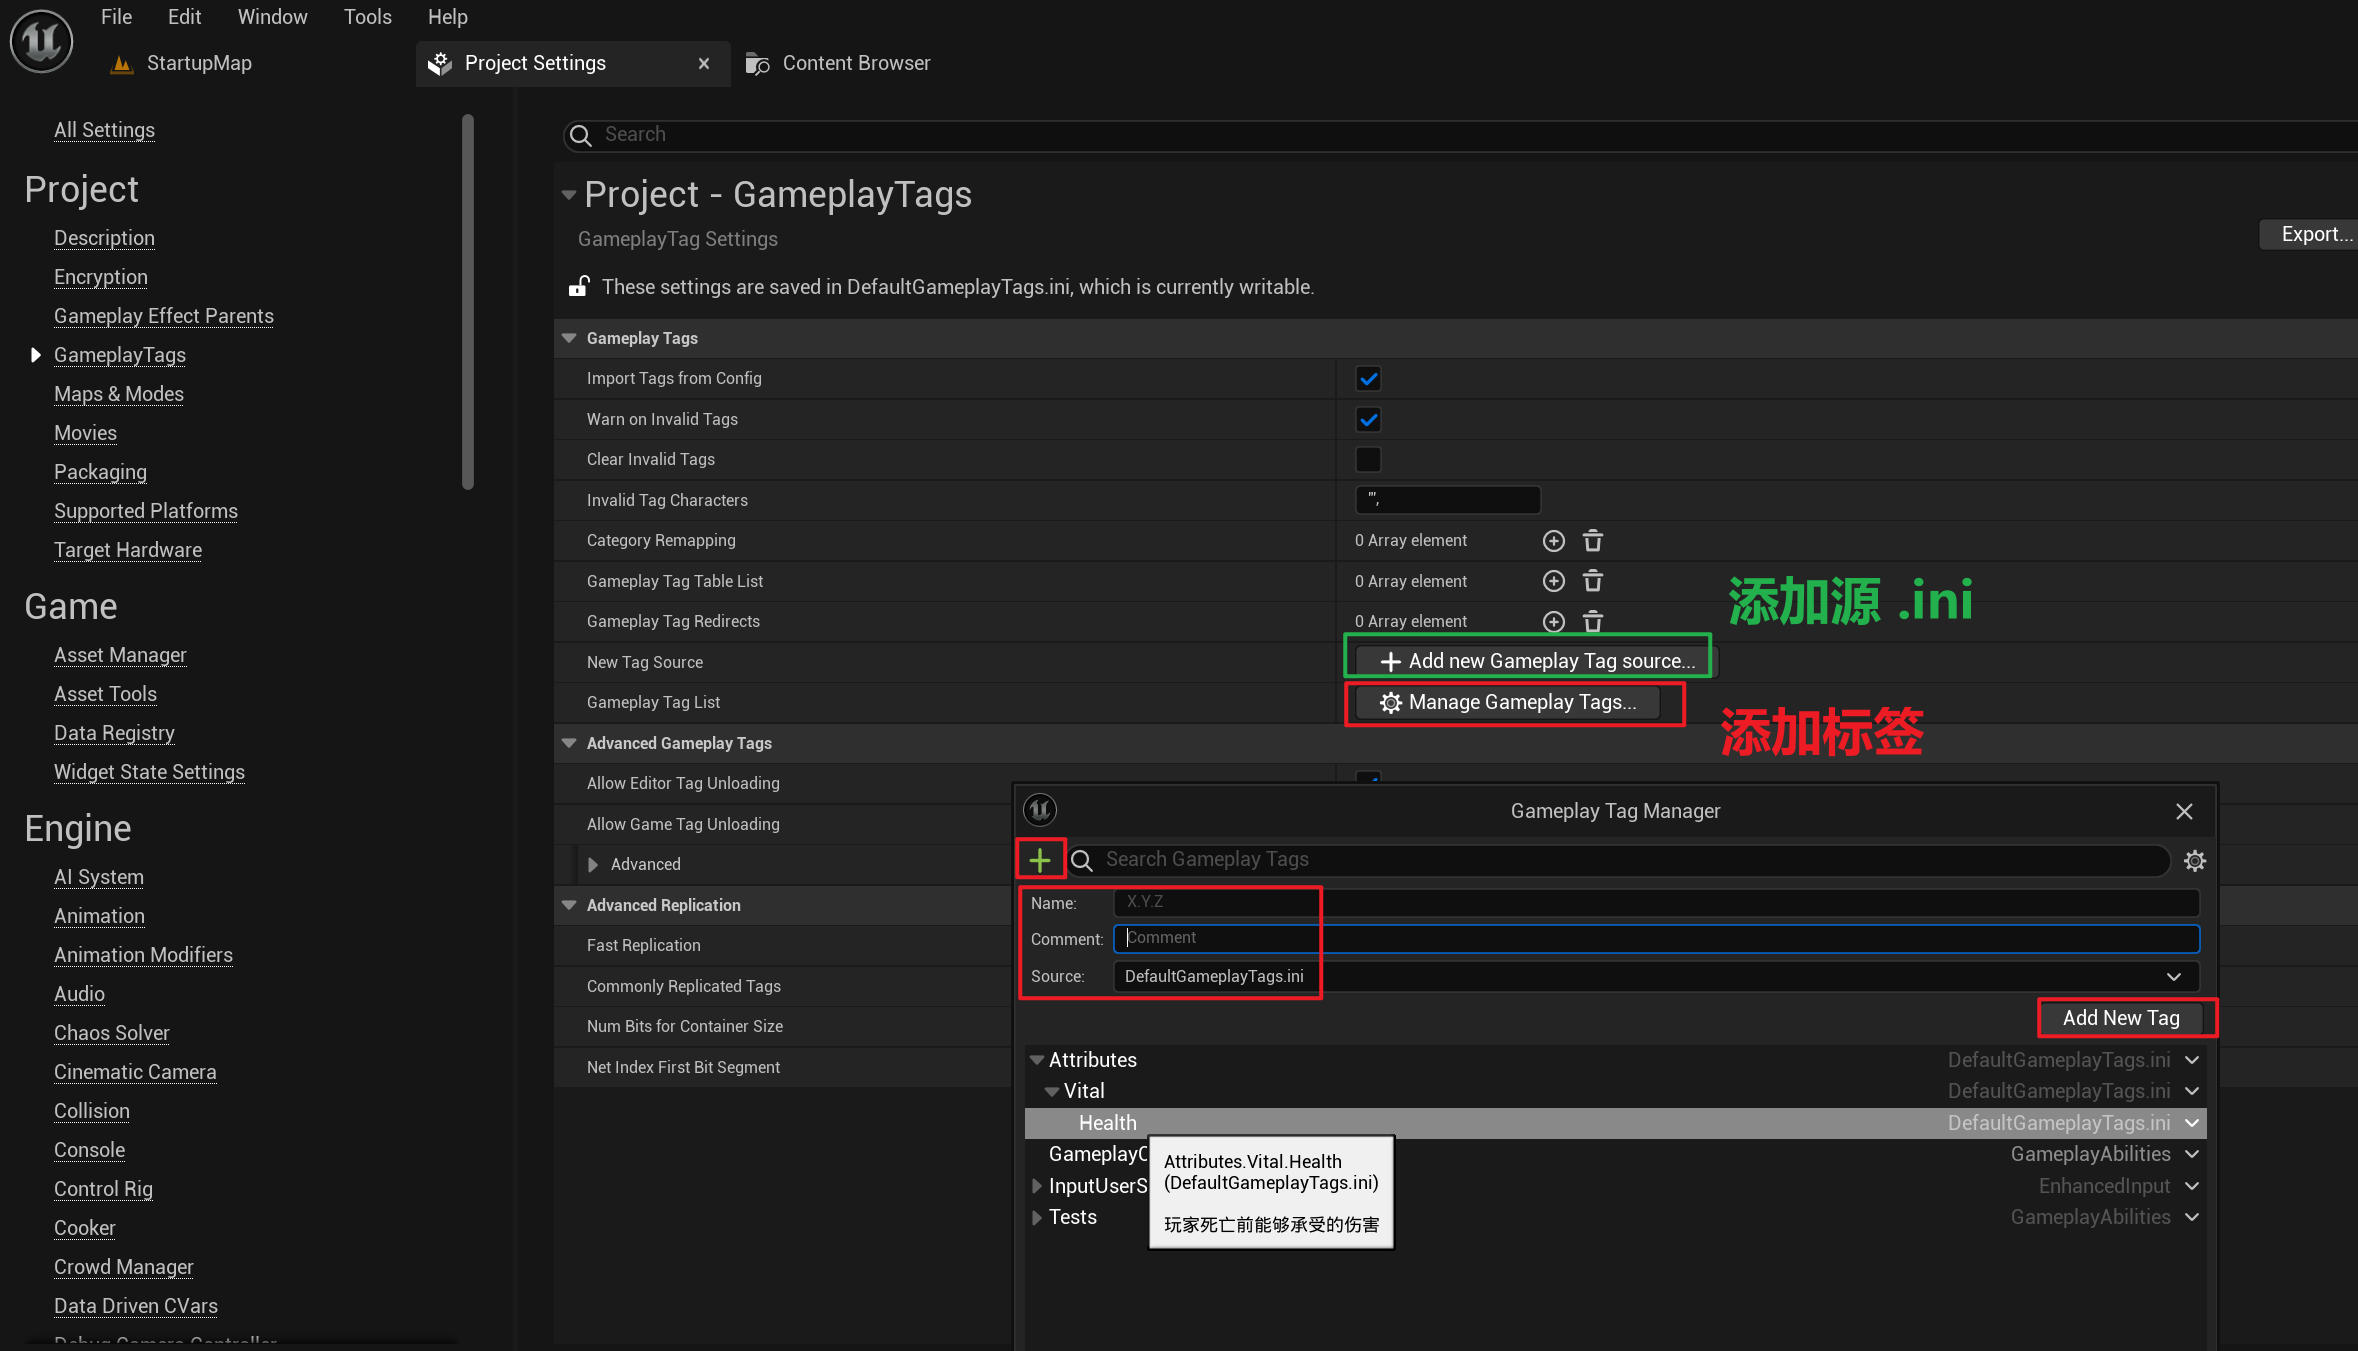 File Edit Window Tools Help
StartupMap
Project Settings
Content Browser
All Settings
Project
Description
Encryption
Gameplay Effect Parents
GameplayTags
Maps & Modes
Movies
Packaging
Supported Platforms
Target Hardware
Game
Asset Manager
Asset Tools
Data Registry
Widget State Settings
Engine
AI System
Animation
Animation Modifiers
Audio
Chaos Solver
Cinematic Camera
Collision
Console
Control Rig
Cooker
Crowd Manager
Data Driven CVars
Debug Camera Controller
Search
Project - GameplayTags
GameplayTag Settings
Export...
These settings are saved in DefaultGameplayTags.ini, which is currently writable.
Gameplay Tags
Import Tags from Config
Warn on Invalid Tags
Clear Invalid Tags
Invalid Tag Characters "',
Category Remapping 0 Array element
Gameplay Tag Table List 0 Array element
添加源 .ini
Gameplay Tag Redirects 0 Array element
New Tag Source Add new Gameplay Tag source...
Gameplay Tag List Manage Gameplay Tags...
添加标签
Advanced Gameplay Tags
Allow Editor Tag Unloading
Allow Game Tag Unloading
Advanced
Advanced Replication
Fast Replication
Commonly Replicated Tags
Num Bits for Container Size
Net Index First Bit Segment
Gameplay Tag Manager
Search Gameplay Tags
Name: X.Y.Z
Comment: Comment
Source: DefaultGameplayTags.ini
Add New Tag
Attributes DefaultGameplayTags.ini
Vital DefaultGameplayTags.ini
Health DefaultGameplayTags.ini
GameplayC GameplayAbilities
InputUserS EnhancedInput
Tests GameplayAbilities
Attributes.Vital.Health
(DefaultGameplayTags.ini)
玩家死亡前能够承受的伤害